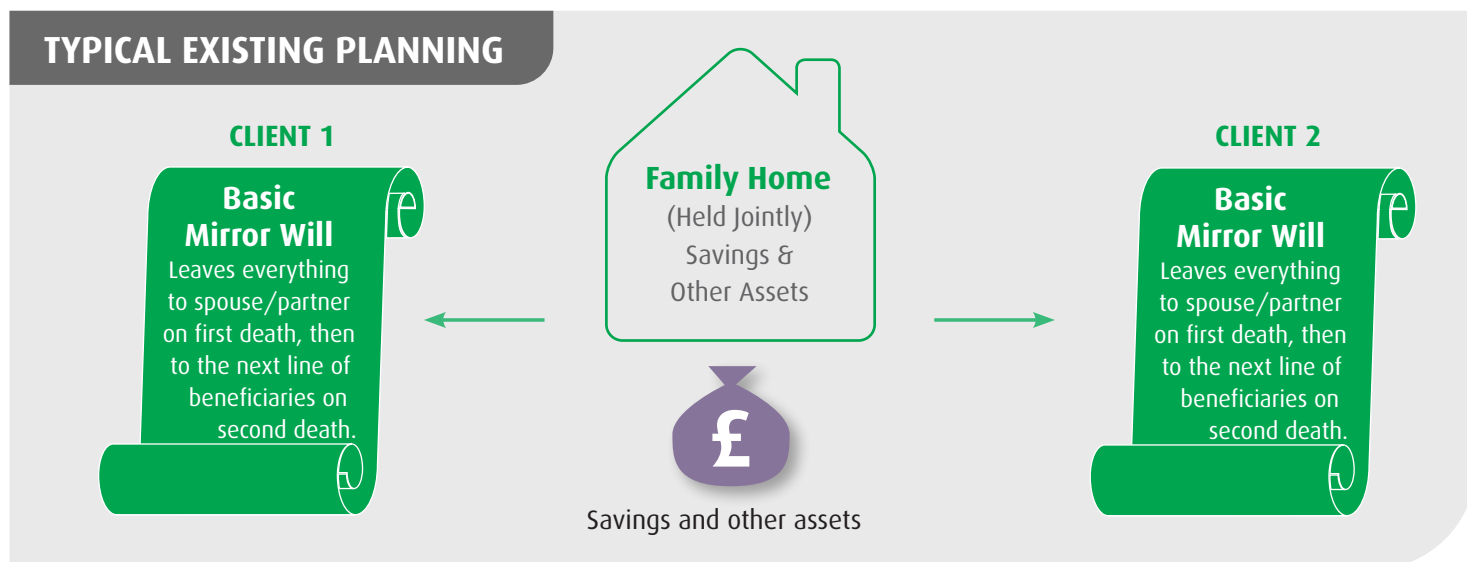 TYPICAL EXISTING PLANNING
CLIENT 1
Basic
Mirror Will
Leaves everything
to spouse/partner
on first death, then
to the next line of
beneficiaries on
second death.
Family Home
(Held Jointly)
Savings &
Other Assets
£
Savings and other assets
CLIENT 2
Basic
Mirror Will
Leaves everything
to spouse/partner
on first death, then
to the next line of
beneficiaries on
second death.